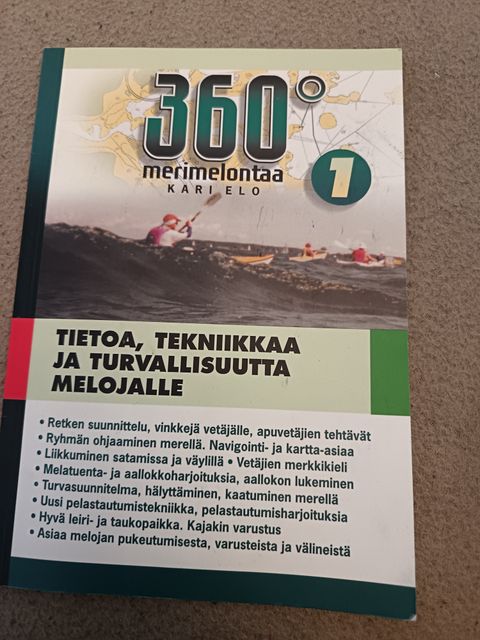 360°
merimelontaa
KARI ELO
1
TIETOA, TEKNIIKKAA
JA TURVALLISUUTTA
MELOJALLE
• Retken suunnittelu, vinkkejä vetäjälle, apuvetäjien tehtävät
• Ryhmän ohjaaminen merellä. Navigointi- ja kartta-asiaa
• Liikkuminen satamissa ja väylillä • Vetäjien merkkikieli
• Melatuenta- ja aallokkoharjoituksia, aallokon lukeminen
• Turvasuunnitelma, hälyttäminen, kaatuminen merellä
• Uusi pelastautumistekniikka, pelastautumisharjoituksia
• Hyvä leiri- ja taukopaikka. Kajakin varustus
• Asiaa melojan pukeutumisesta, varusteista ja välineistä